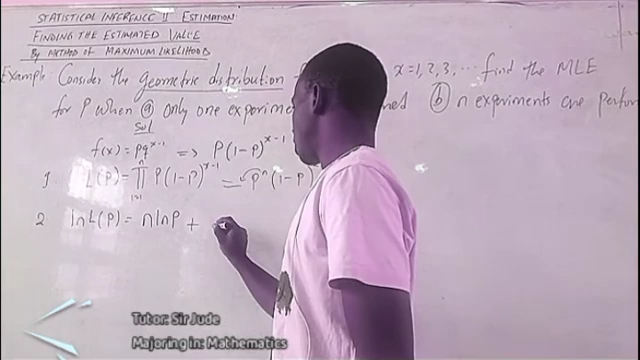 STATISTICAL INFERENCE II ESTIMATION:
FINDING THE ESTIMATED VALUE
By METHOD OF MAXIMUM LIKELIHOOD
Example Consider the geometric distribution x=1,2,3,... find the MLE
for P when ⓐ only one ⓑ n experiments are
Sol
f(x) = pq^{x-1} => P(1-P)^{x-1}
1. L(P) = ∏_{i=1}^{n} P(1-P)^{x-1} = P^n (1-P)
2 ln L(P) = n ln P +
Tutor: Sir Jude
Majoring in: Mathematics